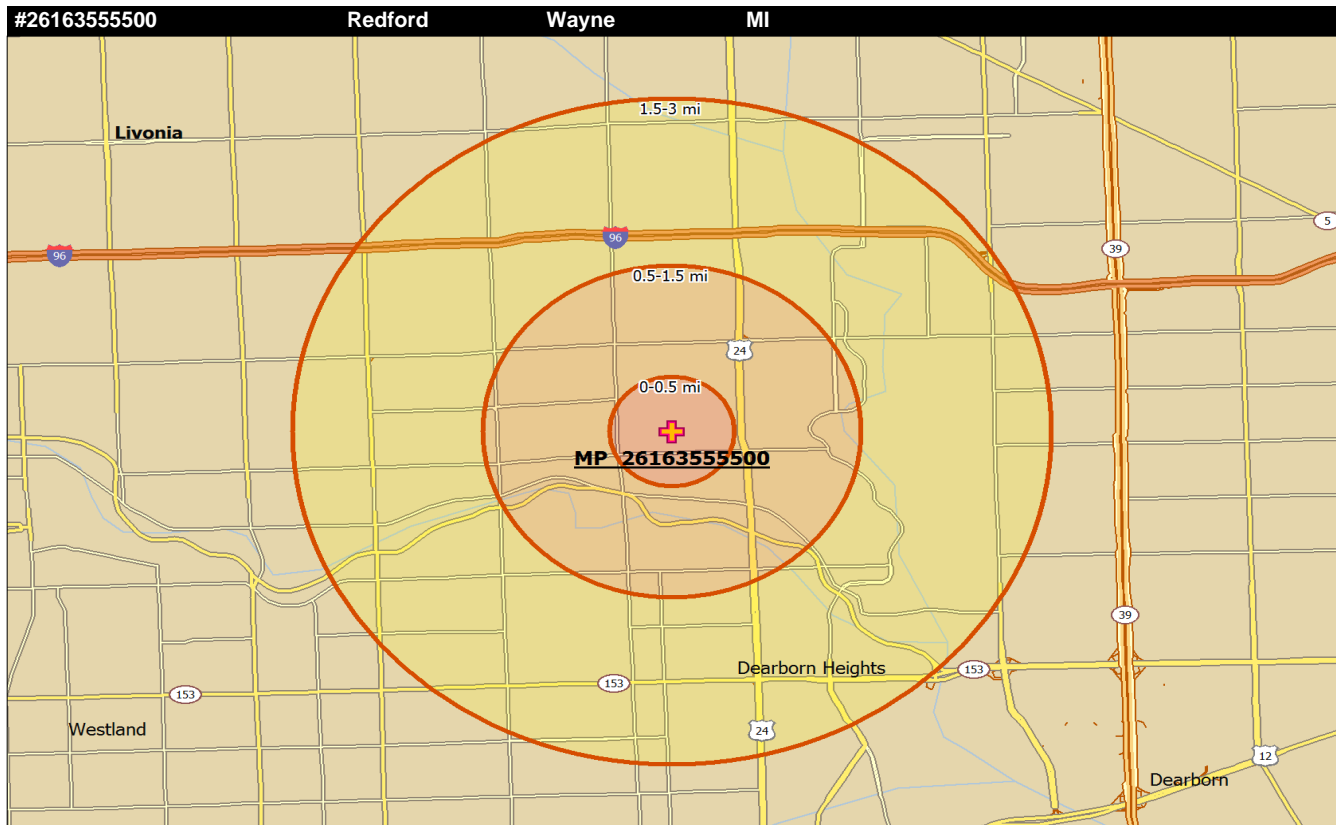 #26163555500 Redford Wayne MI
1.5-3 mi
Livonia
5
96
96
39
0.5-1.5 mi
24
0-0.5 mi
MP 26163555500
39
Dearborn Heights
153
153
153
Westland
24
12
Dearborn